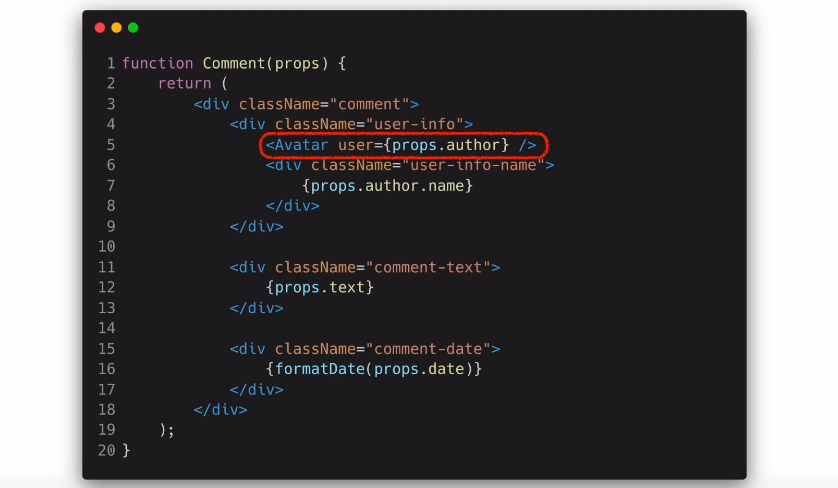 1 function Comment(props) {
2     return (
3         <div className="comment">
4             <div className="user-info">
5                 <Avatar user={props.author} />
6                 <div className="user-info-name">
7                     {props.author.name}
8                 </div>
9             </div>
10
11             <div className="comment-text">
12                 {props.text}
13             </div>
14
15             <div className="comment-date">
16                 {formatDate(props.date)}
17             </div>
18         </div>
19     );
20 }